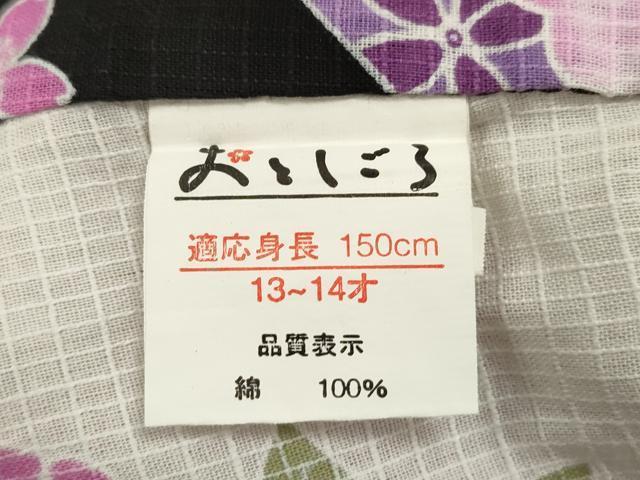 おとしごろ
適応身長 150cm
13~14才
品質表示
綿 100%